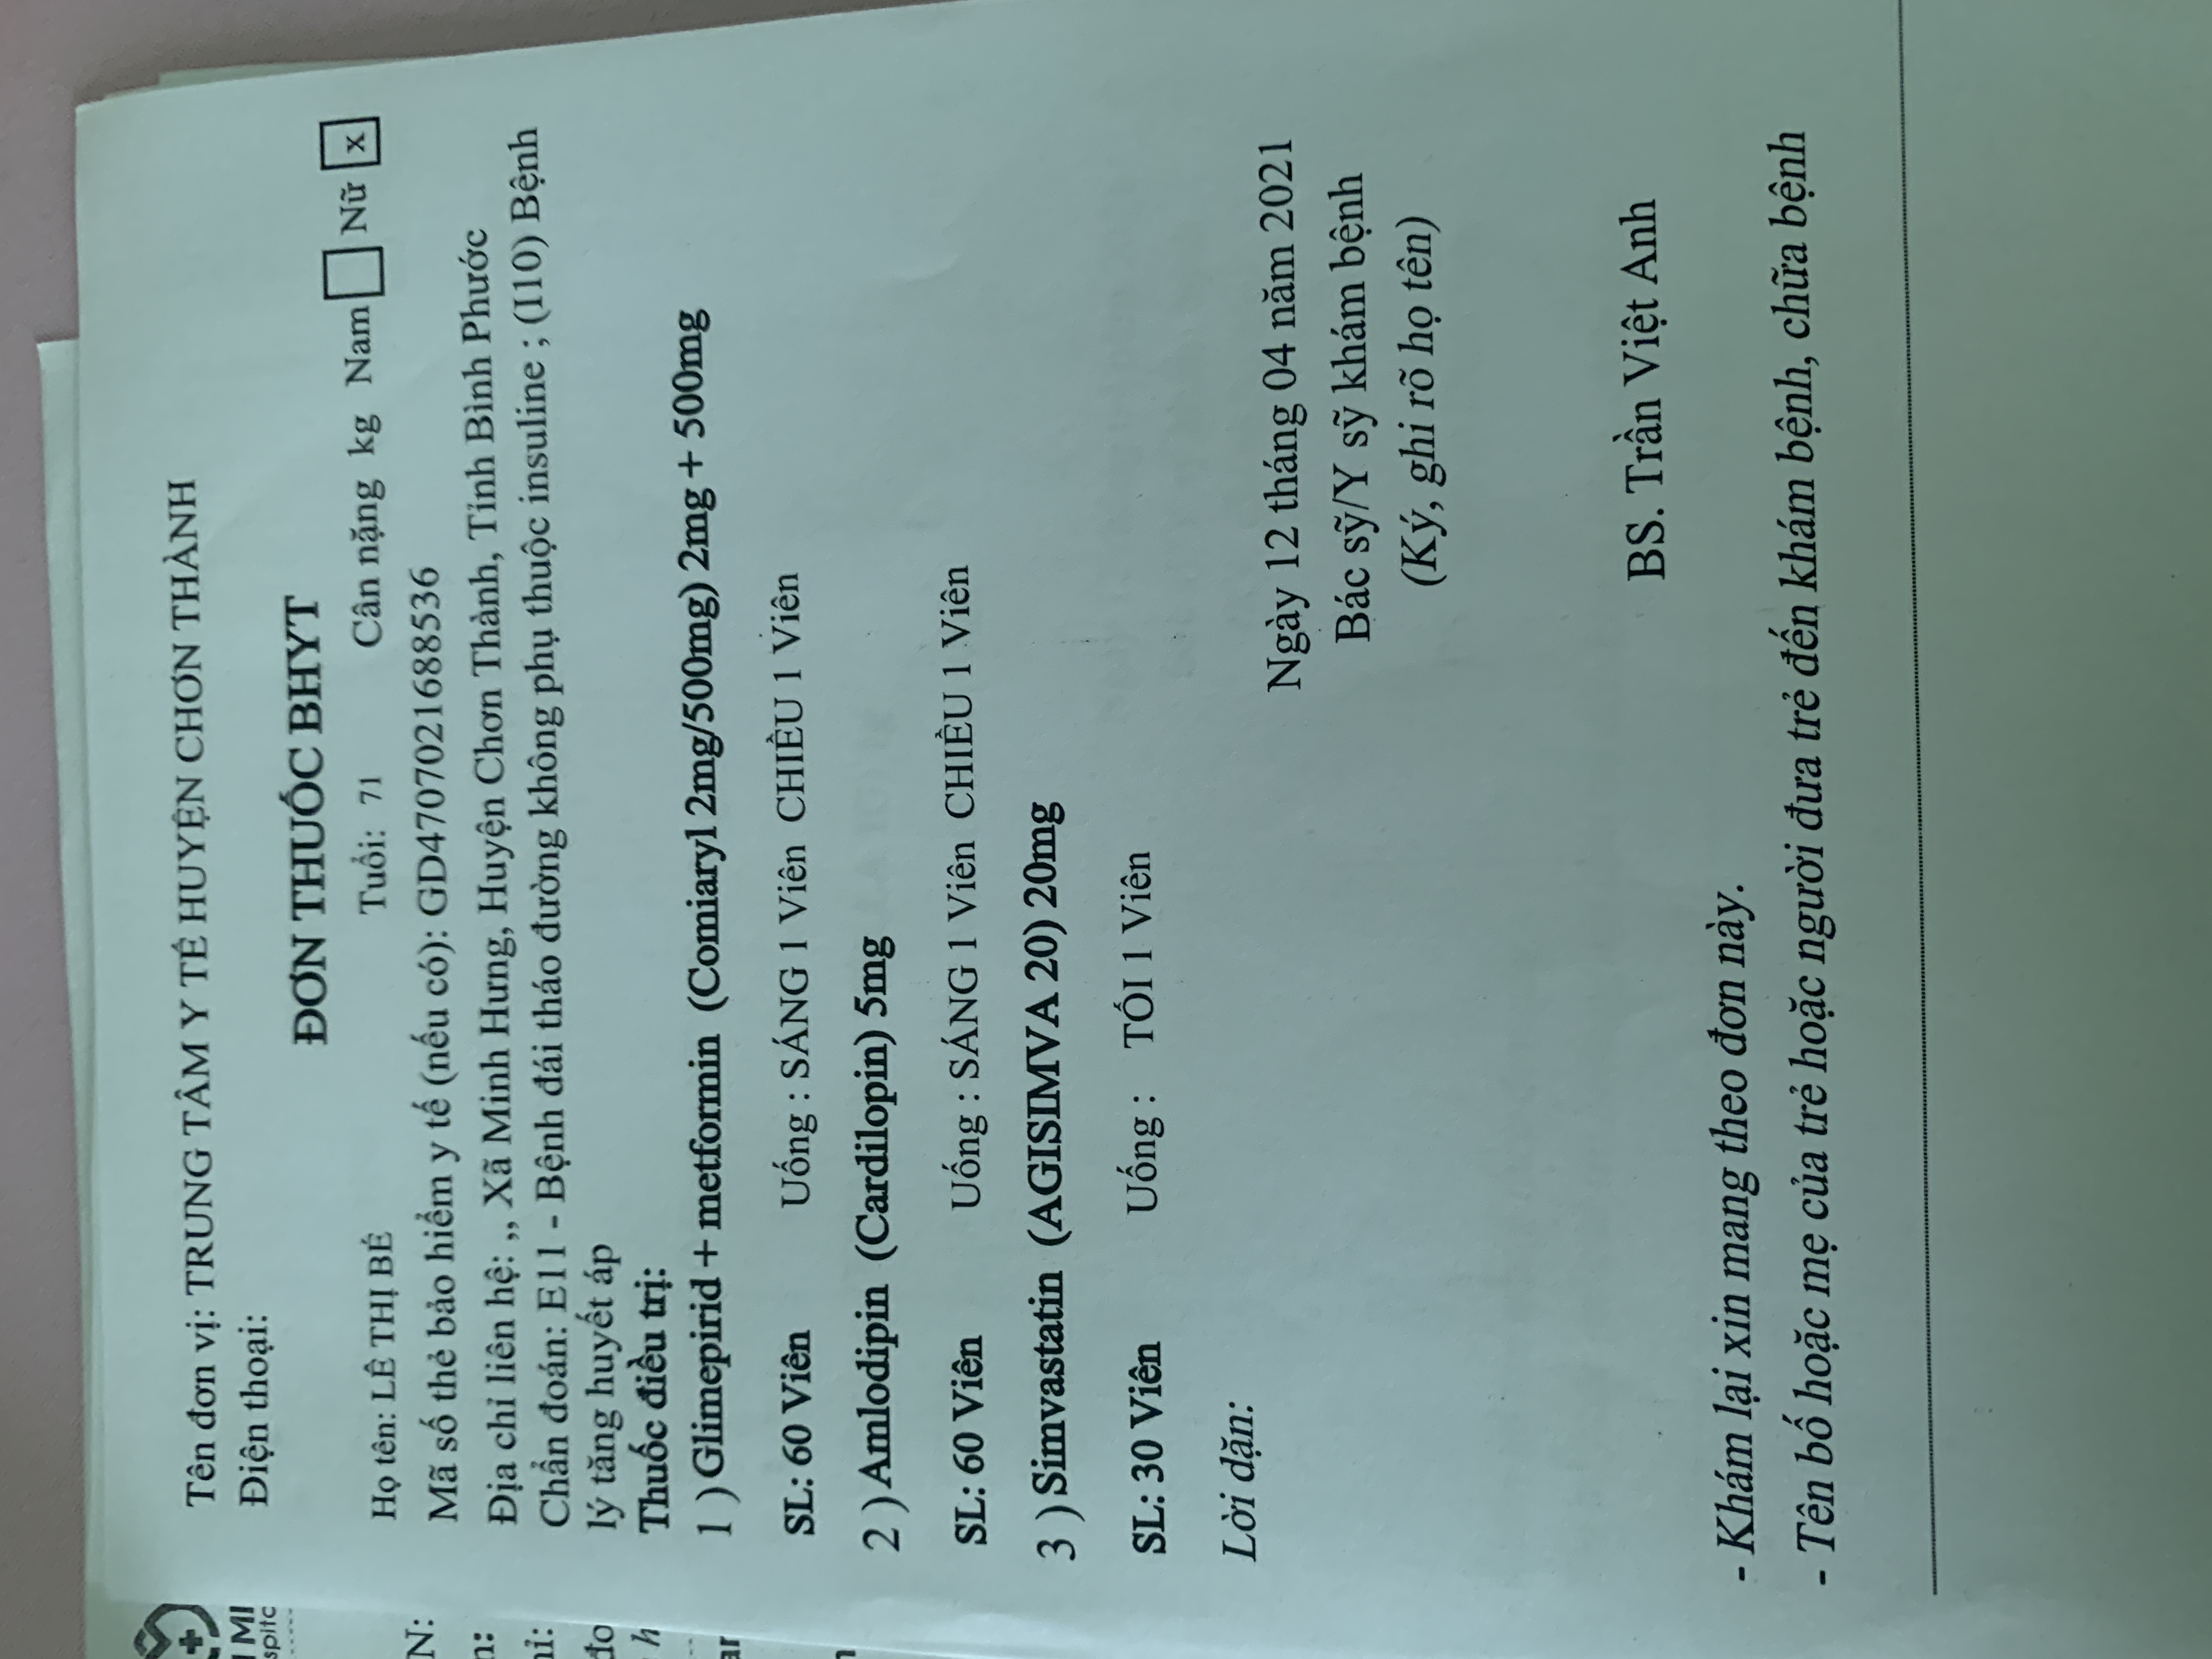 Tên đơn vị: TRUNG TÂM Y TẾ HUYỆN CHƠN THÀNH
Điện thoại:
ĐƠN THUỐC BHYT
Họ tên: LÊ THỊ BÉ Tuổi: 71 Cân nặng kg Nam Nữ x
Mã số thẻ bảo hiểm y tế (nếu có): GD4707021688536
Địa chỉ liên hệ: ,, Xã Minh Hưng, Huyện Chơn Thành, Tỉnh Bình Phước
Chẩn đoán: E11 - Bệnh đái tháo đường không phụ thuộc insuline ; (I10) Bệnh
lý tăng huyết áp
Thuốc điều trị:
1 ) Glimepirid + metformin (Comiaryl 2mg/500mg) 2mg + 500mg
SL: 60 Viên Uống : SÁNG 1 Viên CHIỀU 1 Viên
2 ) Amlodipin (Cardilopin) 5mg
SL: 60 Viên Uống : SÁNG 1 Viên CHIỀU 1 Viên
3 ) Simvastatin (AGISIMVA 20) 20mg
SL: 30 Viên Uống : TỐI 1 Viên
Lời dặn:
Ngày 12 tháng 04 năm 2021
Bác sỹ/Y sỹ khám bệnh
(Ký, ghi rõ họ tên)
BS. Trần Việt Anh
- Khám lại xin mang theo đơn này.
- Tên bố hoặc mẹ của trẻ hoặc người đưa trẻ đến khám bệnh, chữa bệnh